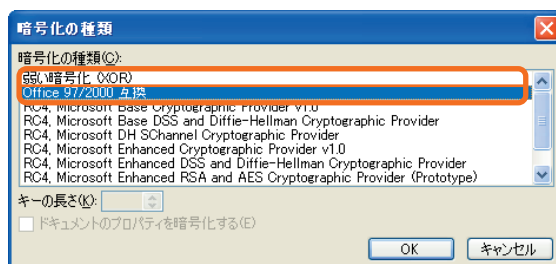 暗号化の種類
暗号化の種類(C):
弱い暗号化 (XOR)
Office 97/2000 互換
RC4, Microsoft Base Cryptographic Provider v1.0
RC4, Microsoft Base DSS and Diffie-Hellman Cryptographic Provider
RC4, Microsoft DH SChannel Cryptographic Provider
RC4, Microsoft Enhanced Cryptographic Provider v1.0
RC4, Microsoft Enhanced DSS and Diffie-Hellman Cryptographic Provider
RC4, Microsoft Enhanced RSA and AES Cryptographic Provider (Prototype)
キーの長さ(K):
ドキュメントのプロパティを暗号化する(E)
OK キャンセル